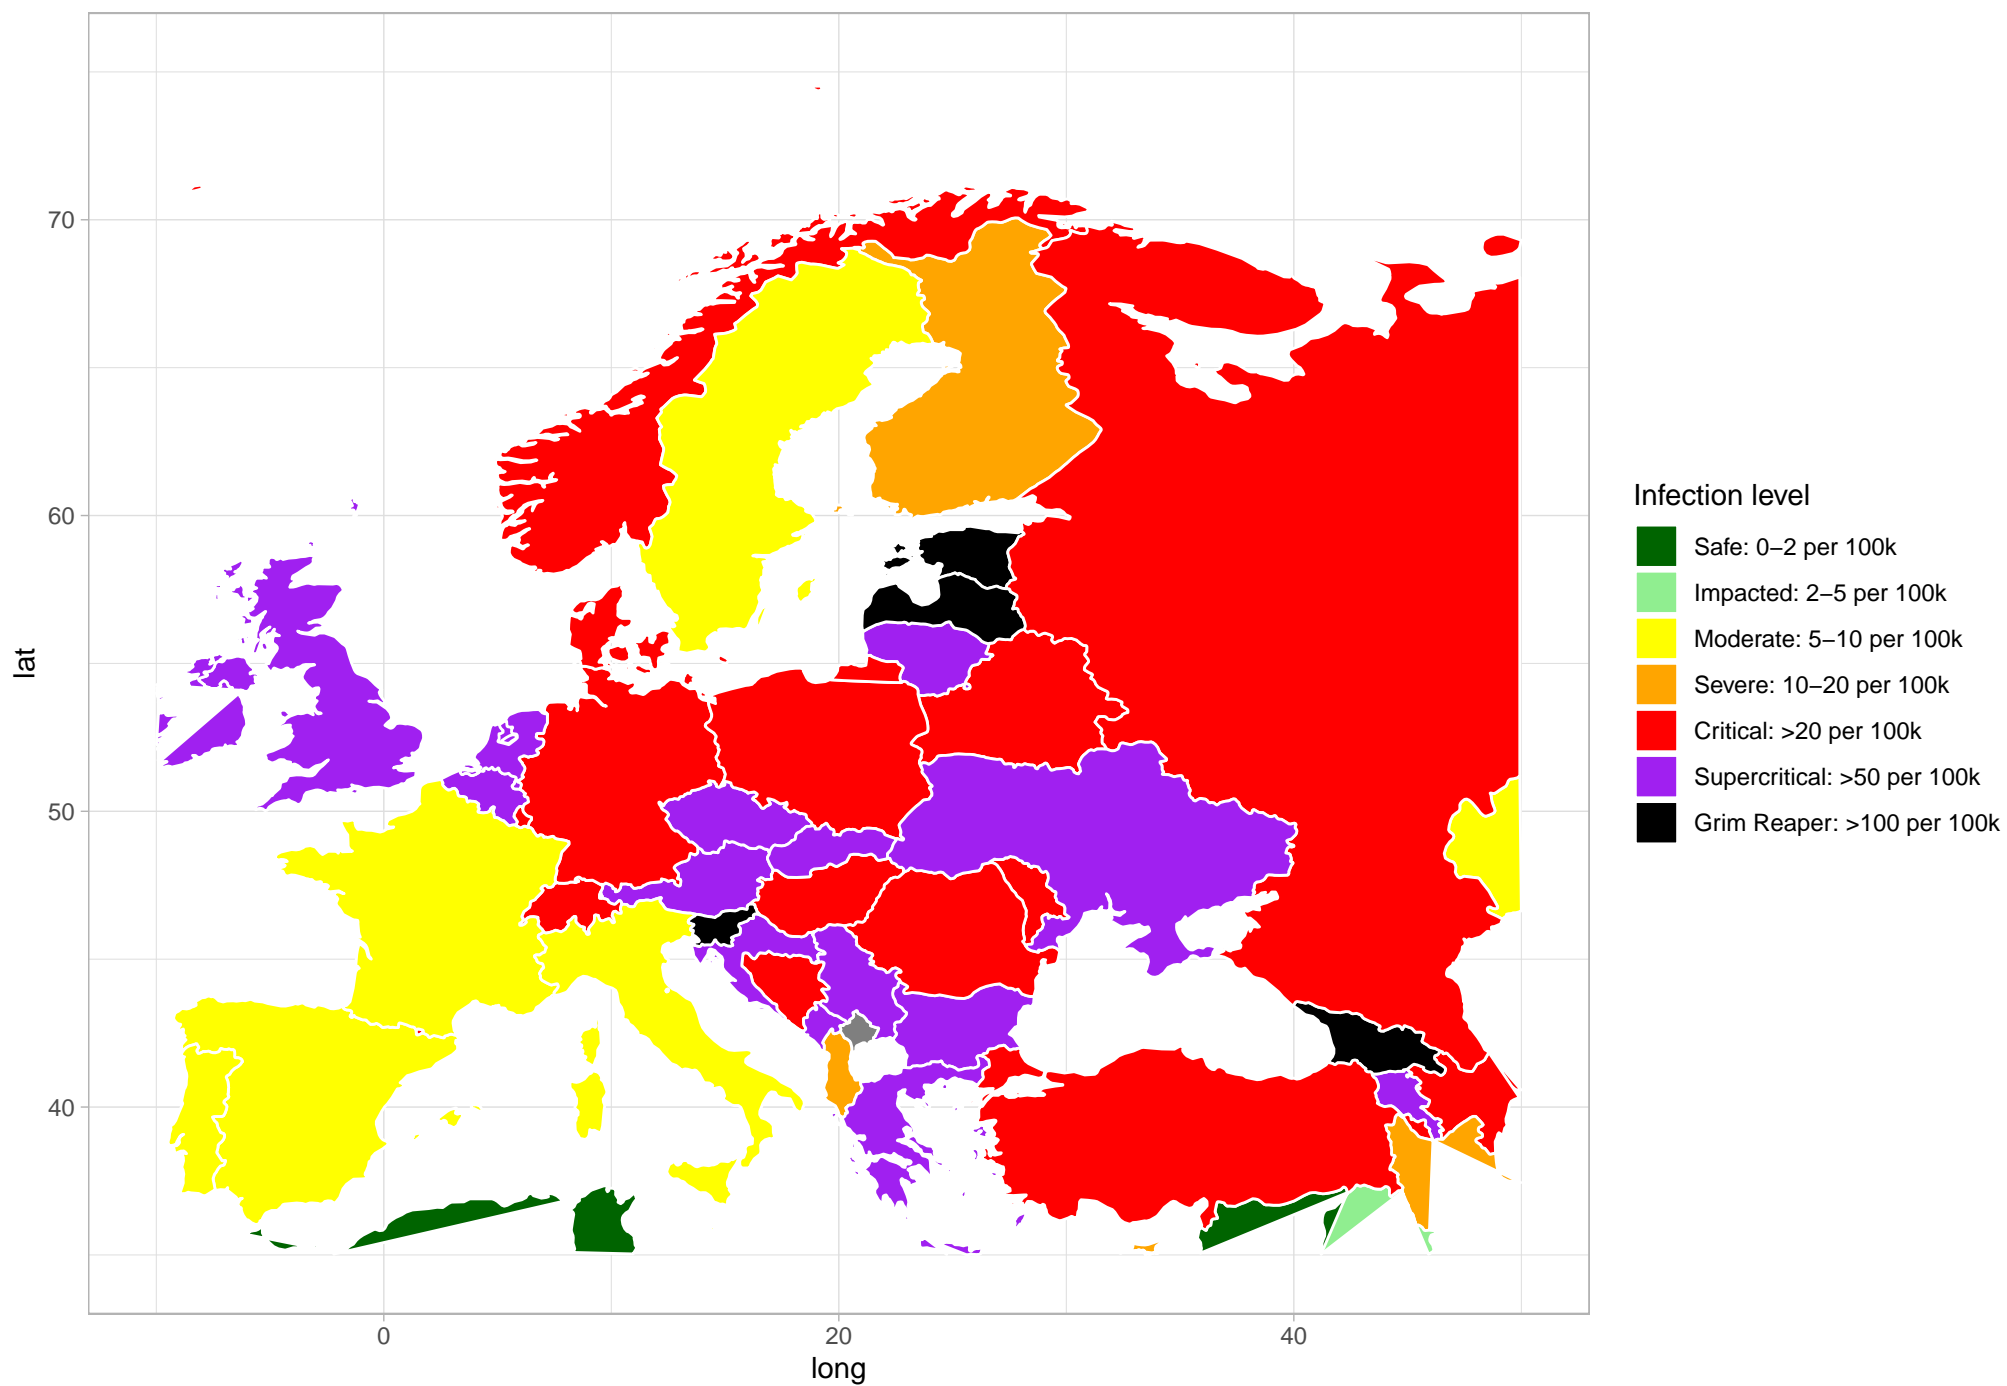 70
60
50
40
0
20
40
long
lat
Infection level
Safe: 0−2 per 100k
Impacted: 2−5 per 100k
Moderate: 5−10 per 100k
Severe: 10−20 per 100k
Critical: >20 per 100k
Supercritical: >50 per 100k
Grim Reaper: >100 per 100k